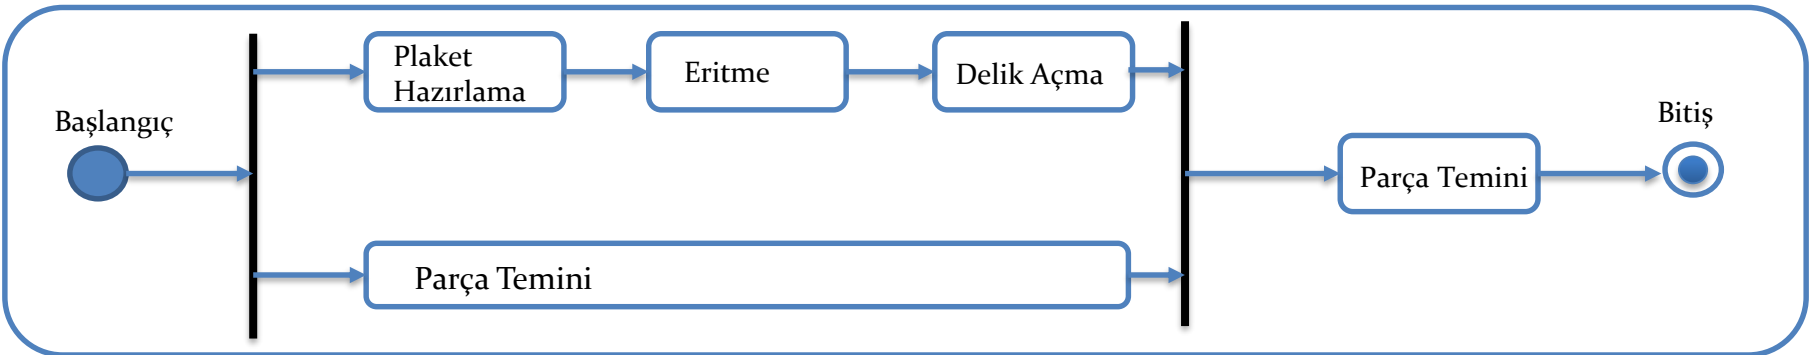 Başlangıç
Plaket
Hazırlama
Eritme
Delik Açma
Parça Temini
Parça Temini
Bitiş